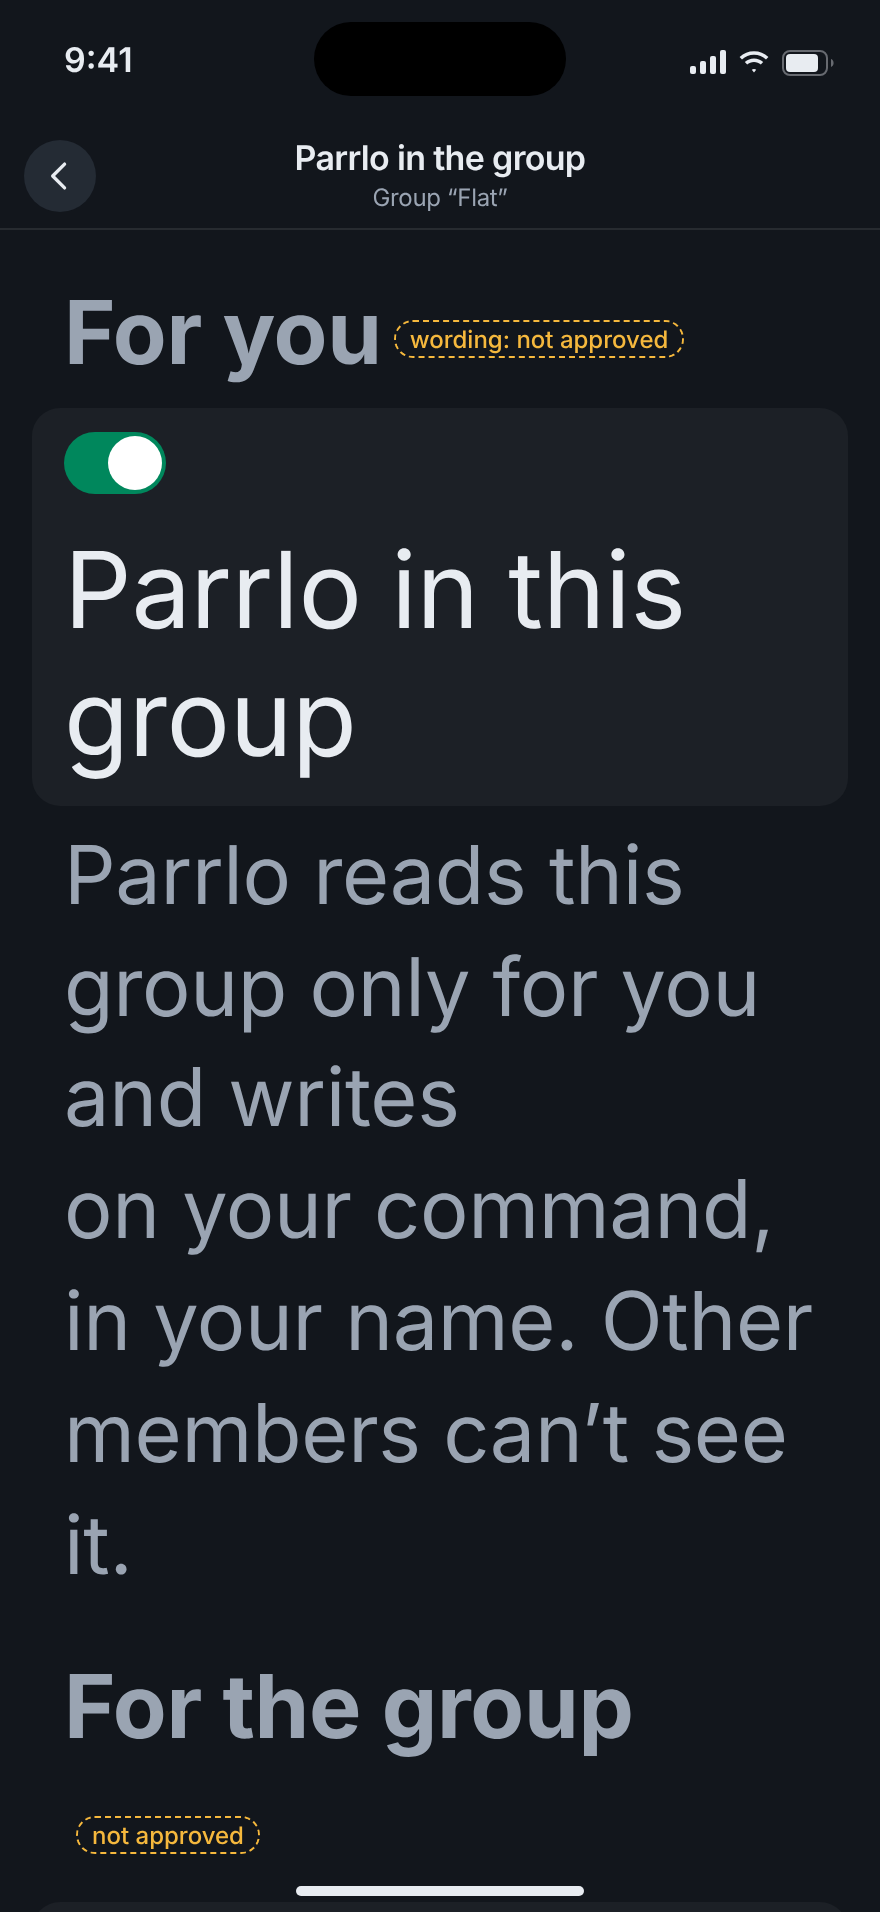 9:41
Parrlo in the group
Group “Flat”
For you wording: not approved
Parrlo in this
group
Parrlo reads this
group only for you
and writes
on your command,
in your name. Other
members can’t see
it.
For the group
not approved